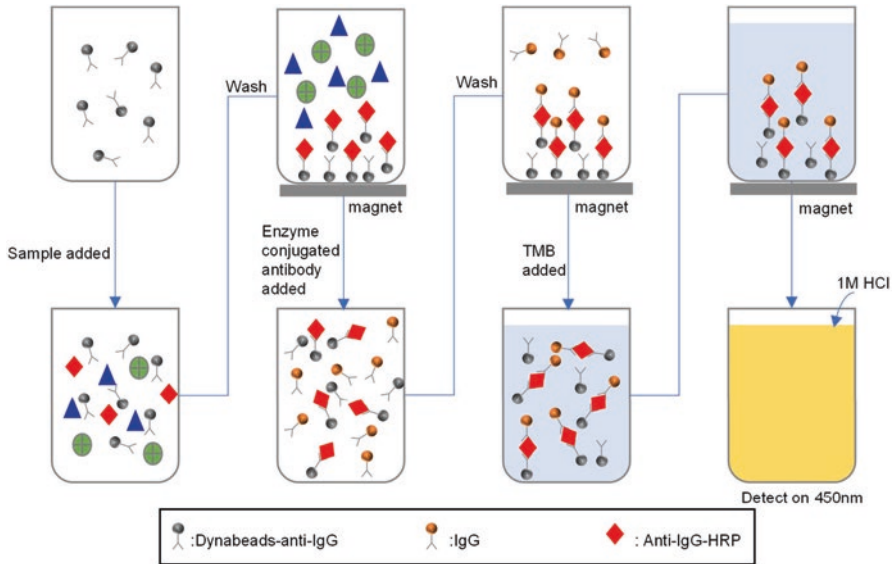 Wash
Wash
magnet
magnet
magnet
Sample added
Enzyme
conjugated
antibody
added
TMB
added
1M HCl
Detect on 450nm
:Dynabeads-anti-IgG
:IgG
: Anti-IgG-HRP